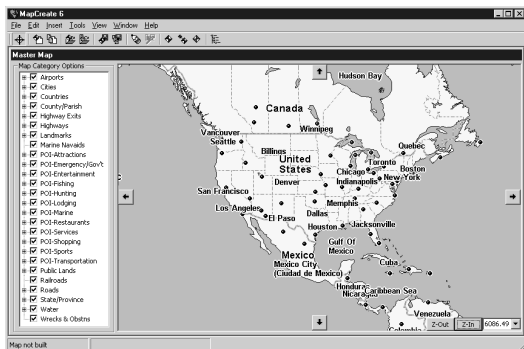 MapCreate 6
File Edit Insert Tools View Window Help
Master Map
Map Category Options
Airports
Cities
Countries
County/Parish
Highway Exits
Highways
Landmarks
Marine Navaids
POI-Attractions
POI-Emergency/Gov't
POI-Entertainment
POI-Fishing
POI-Hunting
POI-Lodging
POI-Marine
POI-Restaurants
POI-Services
POI-Shopping
POI-Sports
POI-Transportation
Public Lands
Railroads
Roads
State/Province
Water
Wrecks & Obstns
Hudson Bay
Canada
Vancouver
Winnipeg
Seattle
Quebec
Billings
Toronto
United
States
Chicago
Boston
New York
Denver
Indianapolis
San Francisco
Memphis
Los Angeles
Dallas
El Paso
Jacksonville
Houston
Gulf Of
Mexico
Mexico
Mexico City
(Ciudad de Mexico)
Cuba
Honduras
Nicaragua
Caribbean Sea
Venezuela
Colombia
Z-Out Z-In 6086.49
Map not built